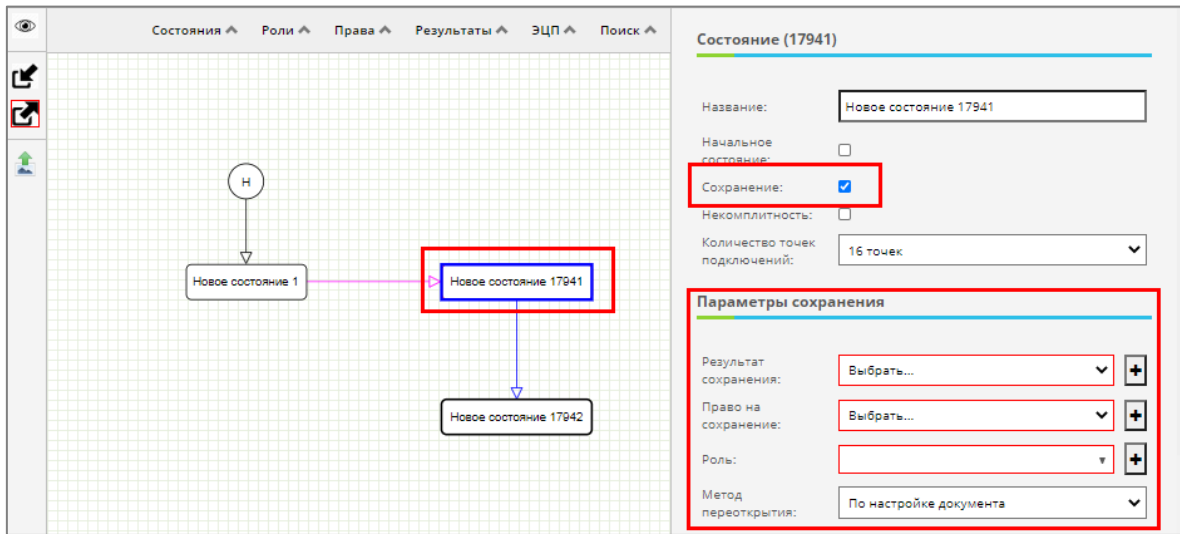 Состояния Роли Права Результаты ЭЦП Поиск
Н
Новое состояние 1
Новое состояние 17941
Новое состояние 17942
Состояние (17941)
Название: Новое состояние 17941
Начальное
состояние:
Сохранение:
Некомплитность:
Количество точек
подключений: 16 точек
Параметры сохранения
Результат
сохранения: Выбрать...
Право на
сохранение: Выбрать...
Роль:
Метод
переоткрытия: По настройке документа